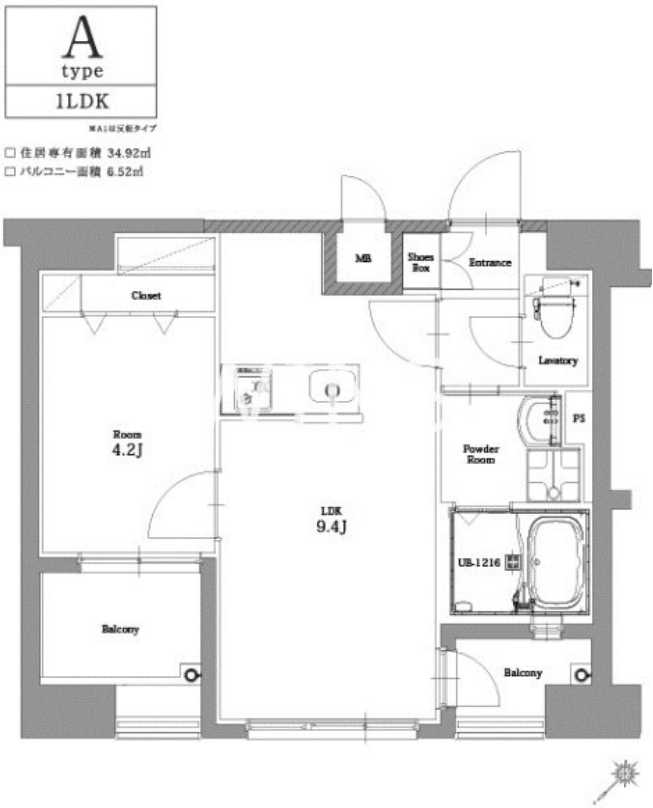 A
type
1LDK
※A1は反転タイプ
□ 住居専有面積 34.92㎡
□ バルコニー面積 6.52㎡
MB
Shoes
Box
Entrance
Closet
Lavatory
Room
4.2J
PS
Powder
Room
LDK
9.4J
UB-1216
Balcony
Balcony